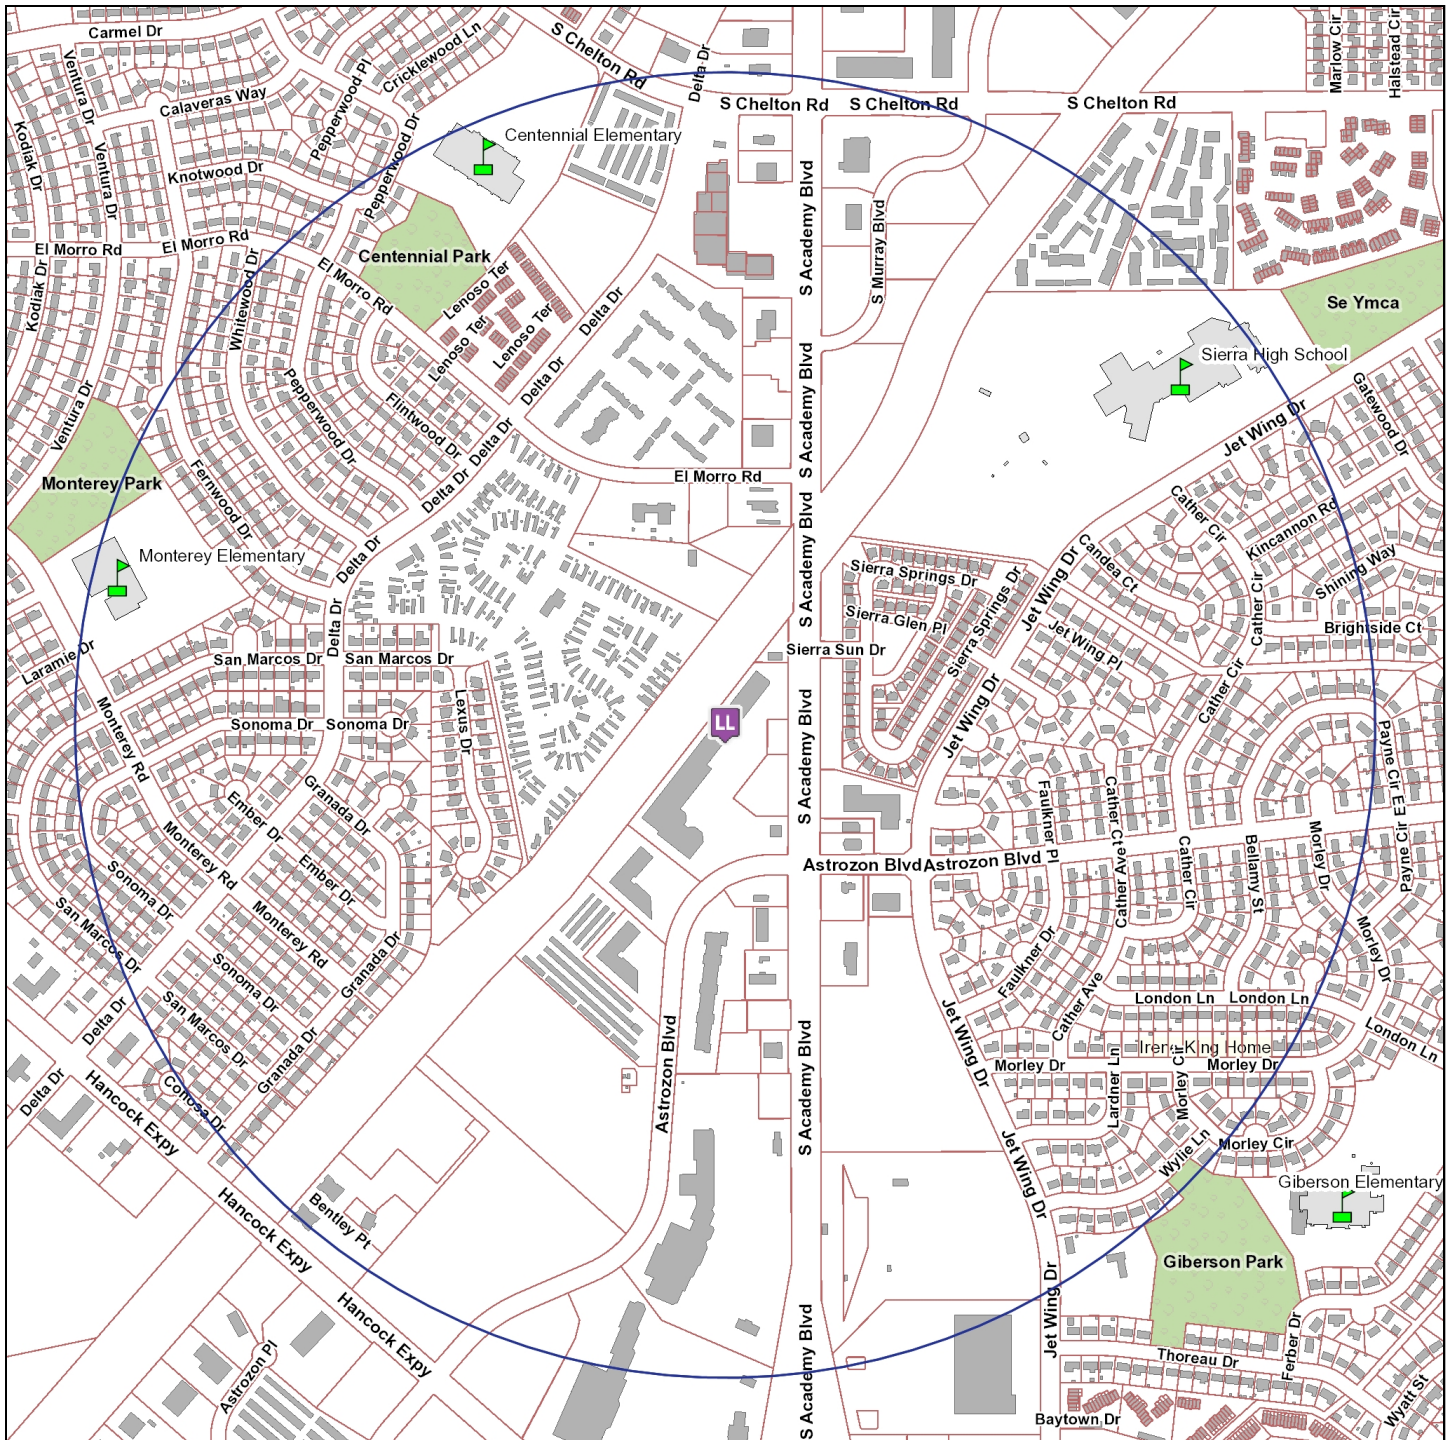 Carmel Dr
Cricklewood Ln
S Chelton Rd
Delta Dr
Marlow Cir
Halstead Cir
Ventura Dr
Calaveras Way
Pepperwood Pl
S Chelton Rd
S Chelton Rd
S Chelton Rd
Kodiak Dr
Ventura Dr
Knotwood Dr
Pepperwood Dr
Centennial Elementary
S Academy Blvd
S Murray Blvd
El Morro Rd
El Morro Rd
Whitewood Dr
Centennial Park
Kodiak Dr
El Morro Rd
Lenoso Ter
Lenoso Ter
Lenoso Ter
Delta Dr
Se Ymca
Sierra High School
S Academy Blvd
Ventura Dr
Pepperwood Dr
Flintwood Dr
Delta Dr
Delta Dr
Delta Dr
Jet Wing Dr
Gatewood Dr
Monterey Park
Fernwood Dr
El Morro Rd
Cather Cir
Kincannon Rd
Monterey Elementary
Delta Dr
S Academy Blvd
Sierra Springs Dr
Sierra Glen Pl
Sierra Springs Dr
Jet Wing Dr
Candea Ct
Shining Way
Cather Cir
Brightside Ct
Laramie Dr
Delta Dr
San Marcos Dr
San Marcos Dr
Sierra Sun Dr
Jet Wing Pl
Cather Cir
Sonoma Dr
Sonoma Dr
Lexus Dr
LL
S Academy Blvd
Jet Wing Dr
Monterey Rd
Granada Dr
Ember Dr
Ember Dr
Monterey Rd
Faulkner Pl
Cather Ct
Payne Cir E
Payne Cir
Astrozon Blvd
Astrozon Blvd
Cather Ave
Cather Cir
Bellamy St
Morley Dr
Sonoma Dr
San Marcos Dr
Monterey Rd
Sonoma Dr
San Marcos Dr
Granada Dr
Faulkner Dr
Cather Ave
Morley Dr
London Ln
London Ln
London Ln
Delta Dr
Granada Dr
Astrozon Blvd
S Academy Blvd
Jet Wing Dr
Irene King Home
Morley Dr
Lardner Ln
Morley Cir
Morley Dr
Delta Dr
Hancock Expy
Conosa Dr
Jet Wing Dr
Wylie Ln
Morley Cir
Giberson Elementary
Bentley Pt
Hancock Expy
Giberson Park
Hancock Expy
Astrozon Pl
S Academy Blvd
Jet Wing Dr
Thoreau Dr
Ferber Dr
Wyatt St
Baytown Dr